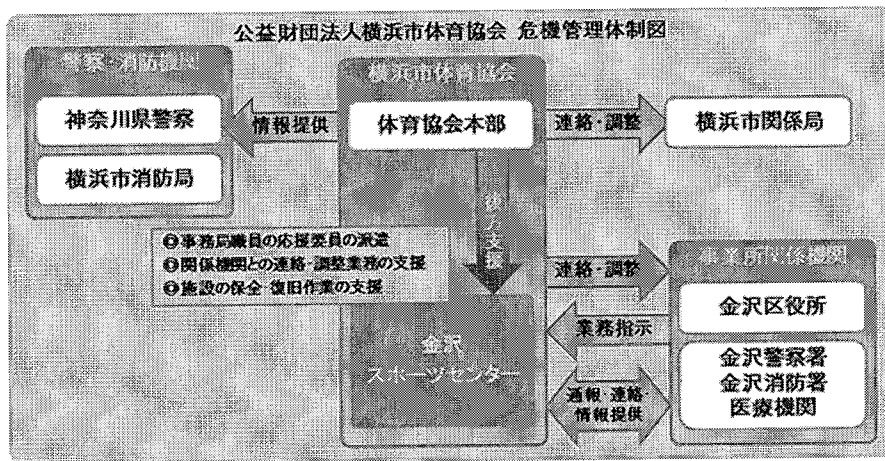 公益財団法人横浜市体育協会 危機管理体制図
警察・消防機関
神奈川県警察
横浜市消防局
情報提供
横浜市体育協会
体育協会本部
連絡・調整
横浜市関係局
後方支援
❶事務局職員の応援委員の派遣
❷関係機関との連絡・調整業務の支援
❸施設の保全・復旧作業の支援
金沢
スポーツセンター
連絡・調整
業務指示
通報・連絡・
情報提供
事業所関係機関
金沢区役所
金沢警察署
金沢消防署
医療機関